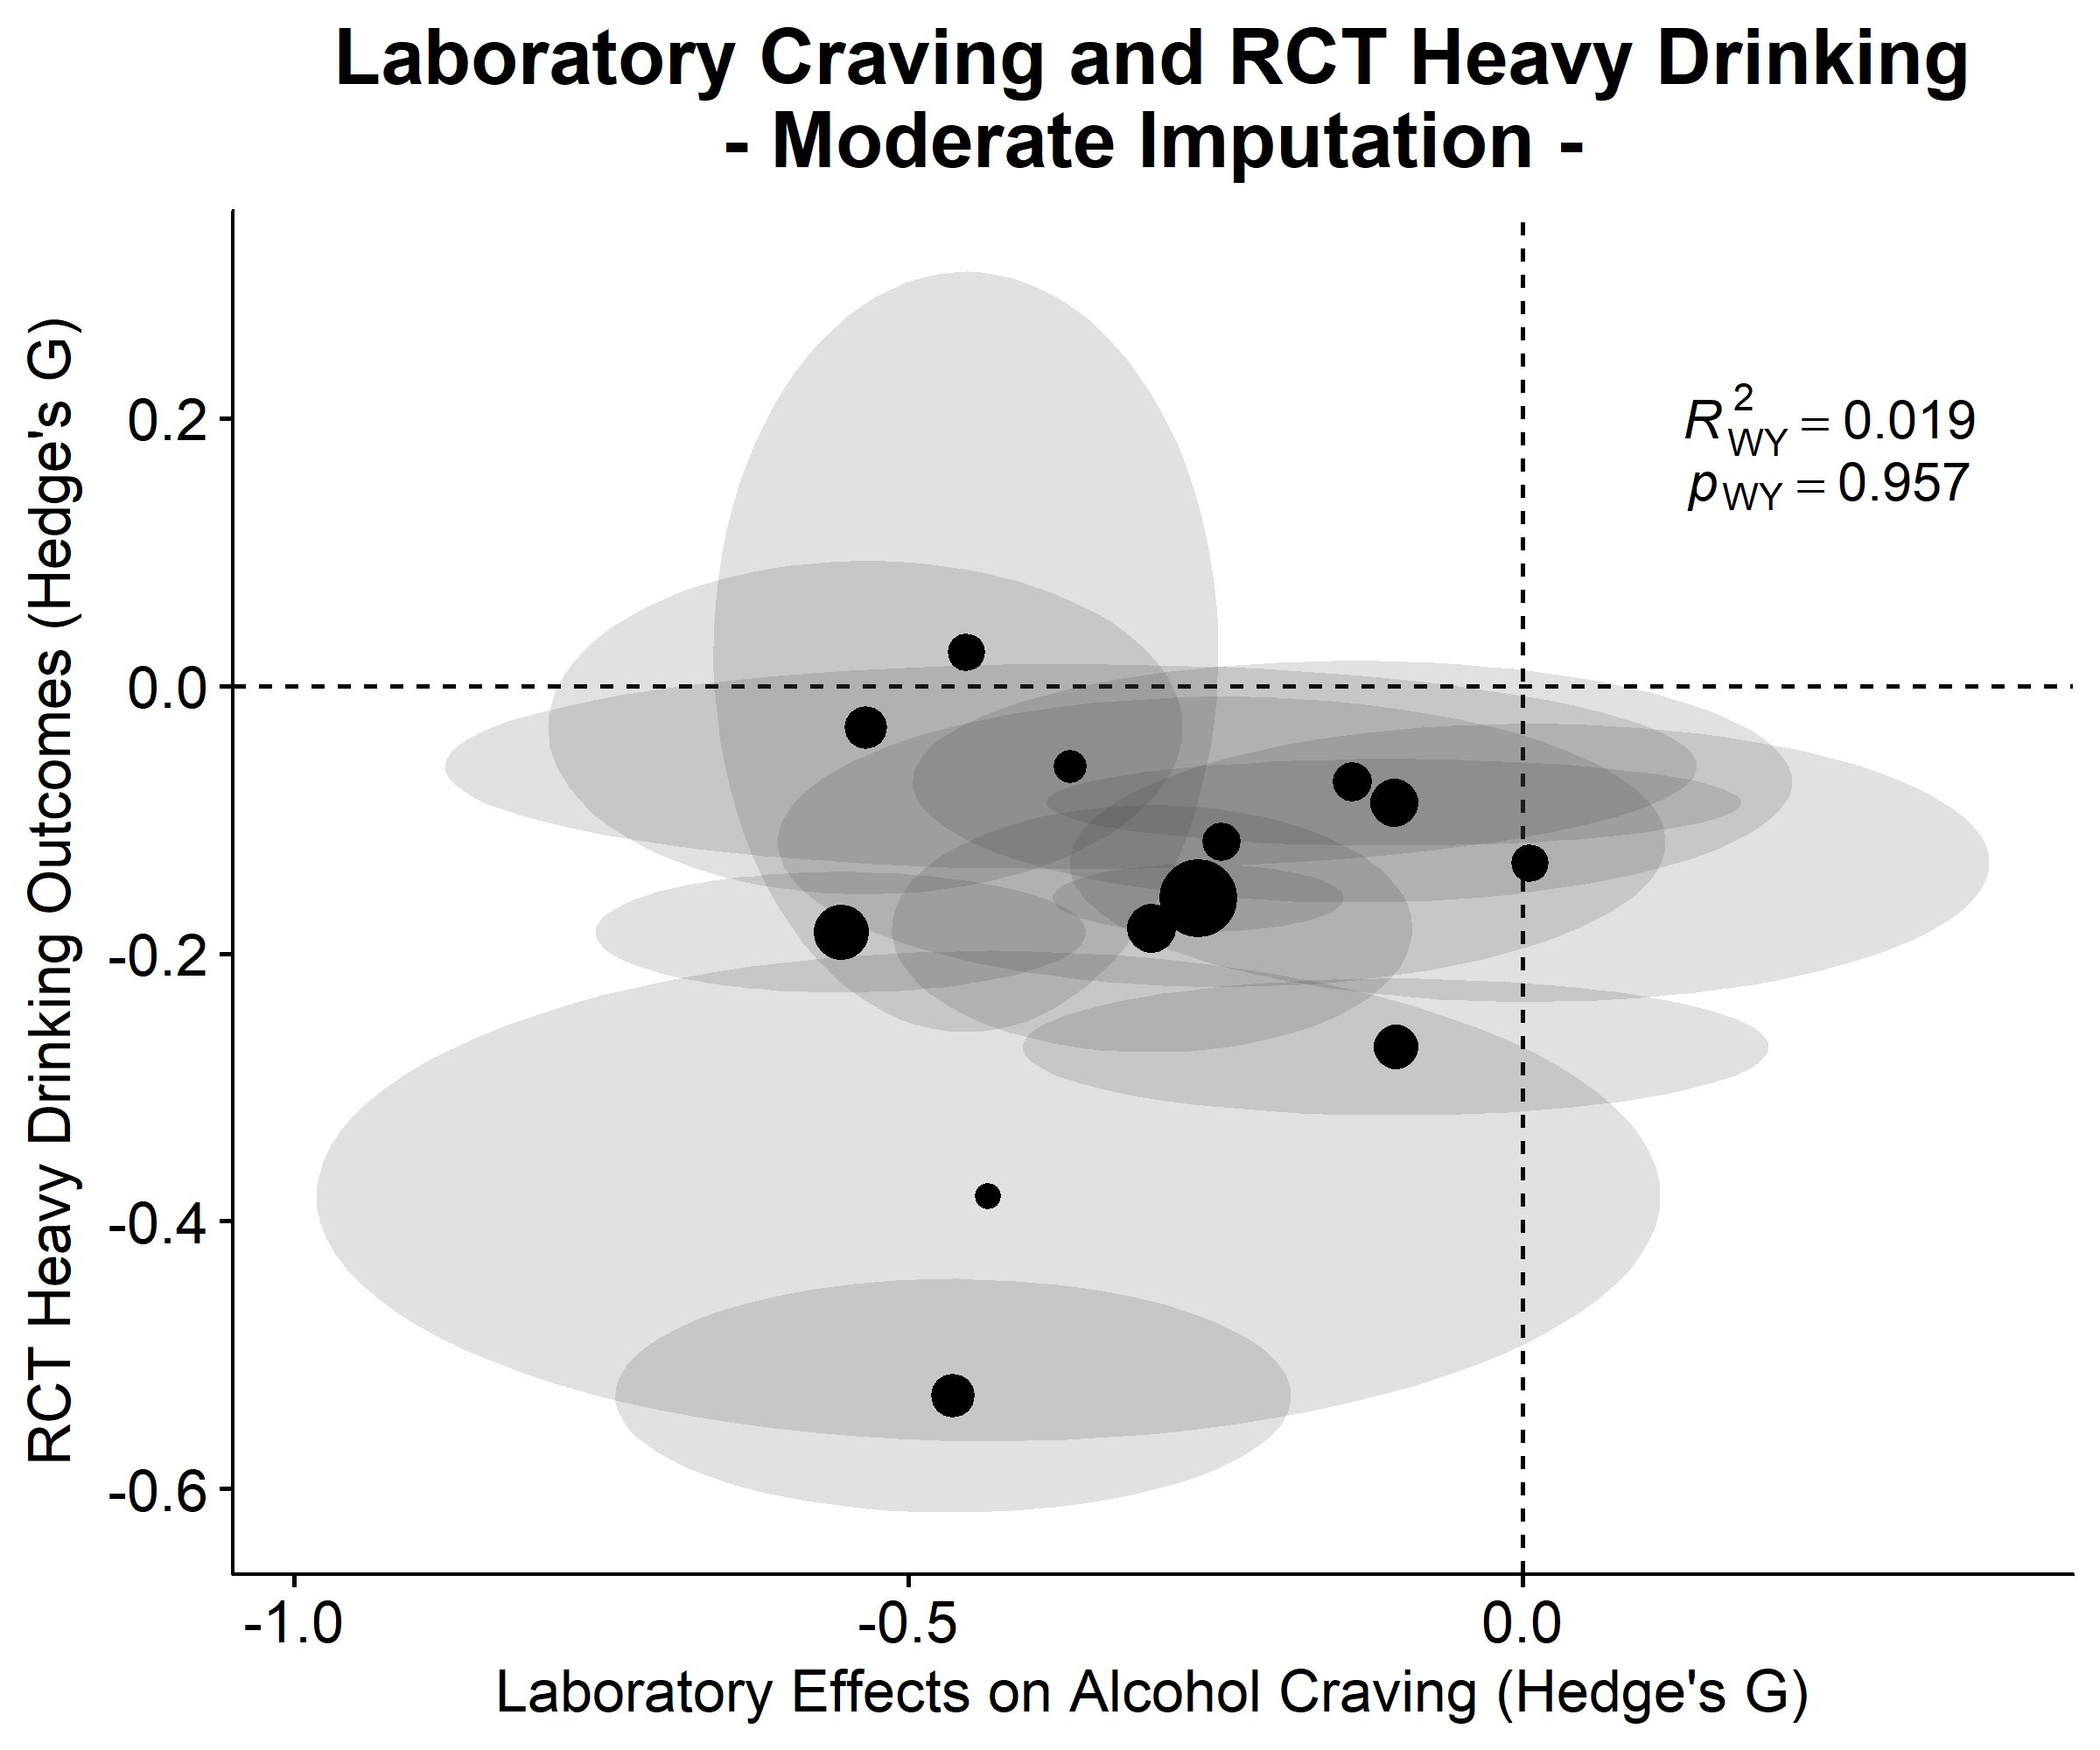 Laboratory Craving and RCT Heavy Drinking
- Moderate Imputation -
RCT Heavy Drinking Outcomes (Hedge's G)
0.2
0.0
-0.2
-0.4
-0.6
R²WY = 0.019
pWY = 0.957
-1.0
-0.5
0.0
Laboratory Effects on Alcohol Craving (Hedge's G)